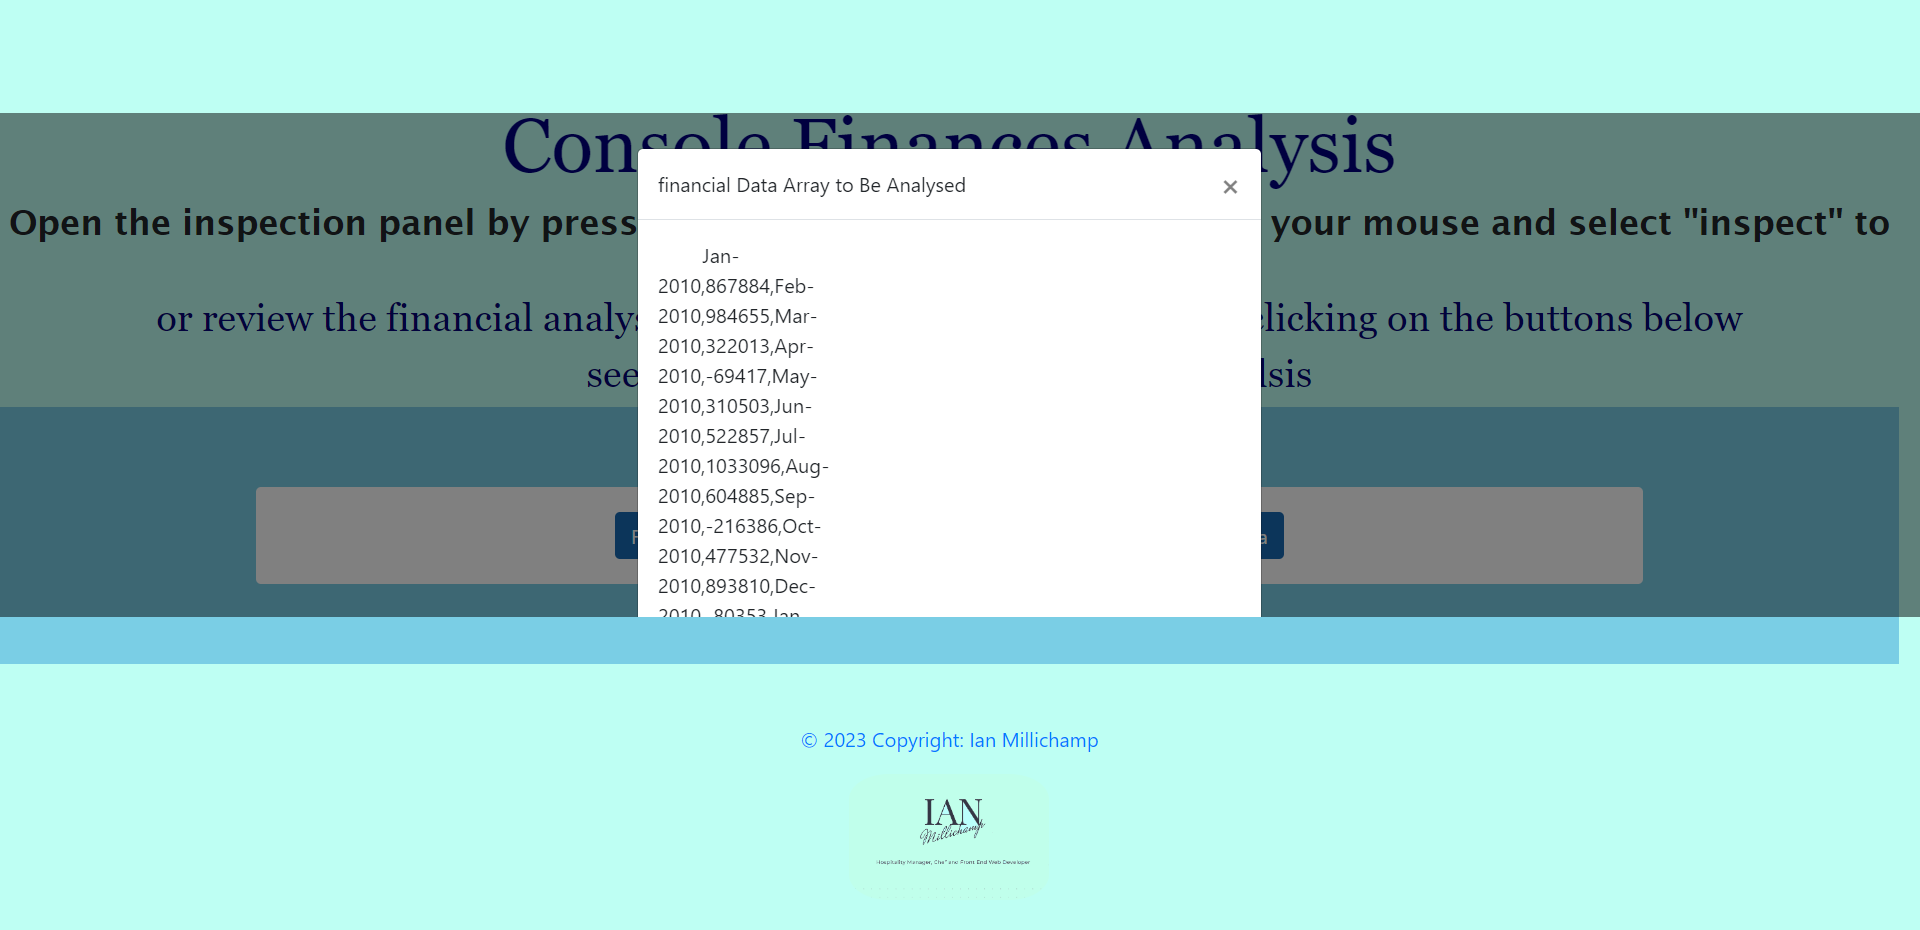 Console Finances Analysis
financial Data Array to Be Analysed ×
Open the inspection panel by press your mouse and select "inspect" to
Jan-
2010,867884,Feb-
2010,984655,Mar-
or review the financial analys licking on the buttons below
2010,322013,Apr-
2010,-69417,May-
see lsis
2010,310503,Jun-
2010,522857,Jul-
2010,1033096,Aug-
2010,604885,Sep-
2010,-216386,Oct-
2010,477532,Nov-
2010,893810,Dec-
2010,-80353,Jan-
© 2023 Copyright: Ian Millichamp
IAN
Millichamp
Hospitality Manager, Chef and Front End Web Developer